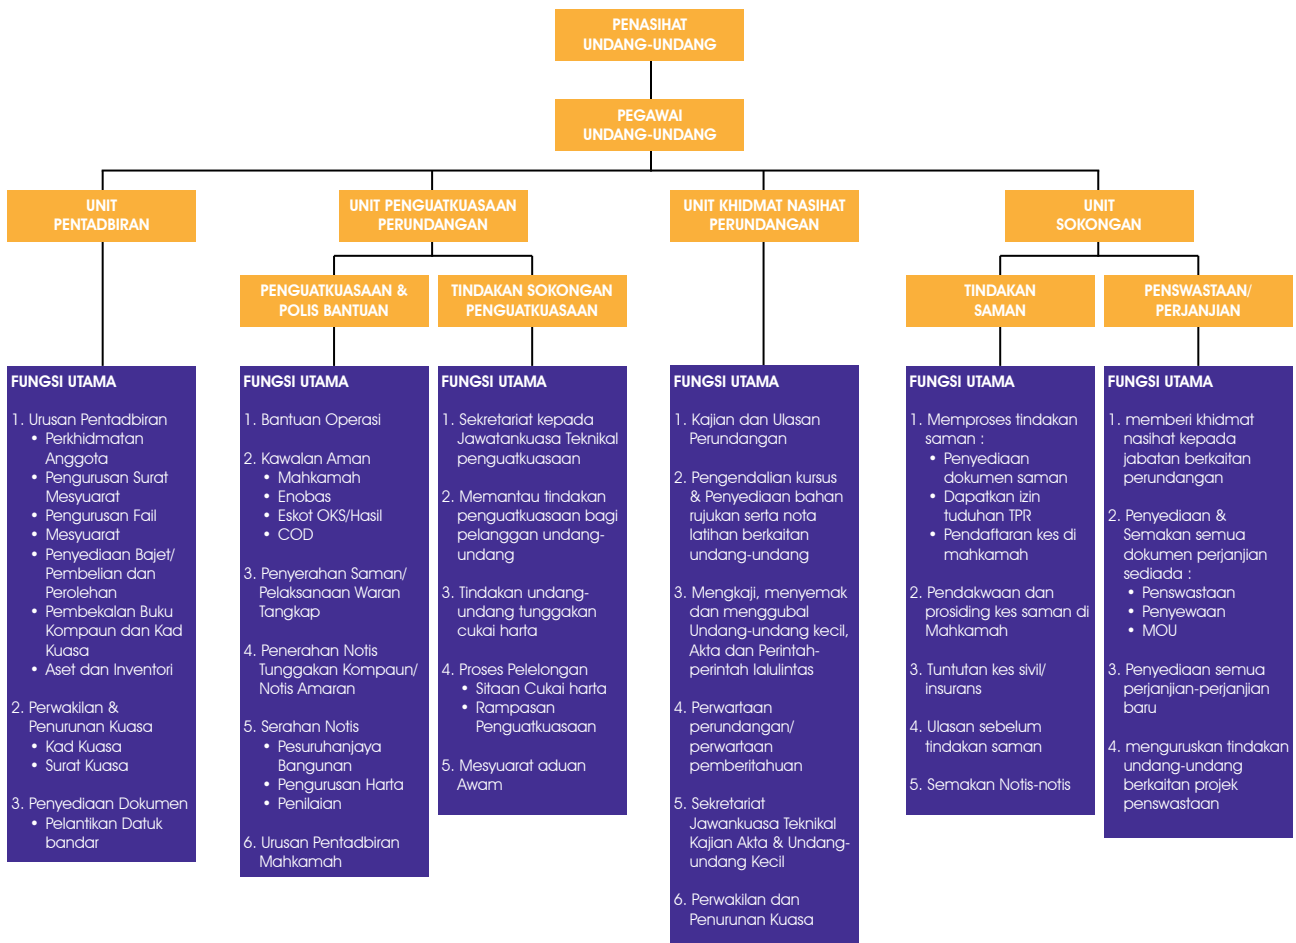 PENASIHAT
UNDANG-UNDANG
PEGAWAI
UNDANG-UNDANG
UNIT
PENTADBIRAN
UNIT PENGUATKUASAAN
PERUNDANGAN
UNIT KHIDMAT NASIHAT
PERUNDANGAN
UNIT
SOKONGAN
PENGUATKUASAAN &
POLIS BANTUAN
TINDAKAN SOKONGAN
PENGUATKUASAAN
TINDAKAN
SAMAN
PENSWASTAAN/
PERJANJIAN
FUNGSI UTAMA
1. Urusan Pentadbiran
• Perkhidmatan
Anggota
• Pengurusan Surat
Mesyuarat
• Pengurusan Fail
• Mesyuarat
• Penyediaan Bajet/
Pembelian dan
Perolehan
• Pembekalan Buku
Kompaun dan Kad
Kuasa
• Aset dan Inventori
2. Perwakilan &
Penurunan Kuasa
• Kad Kuasa
• Surat Kuasa
3. Penyediaan Dokumen
• Pelantikan Datuk
bandar
FUNGSI UTAMA
1. Bantuan Operasi
2. Kawalan Aman
• Mahkamah
• Enobas
• Eskot OKS/Hasil
• COD
3. Penyerahan Saman/
Pelaksanaan Waran
Tangkap
4. Penerahan Notis
Tunggakan Kompaun/
Notis Amaran
5. Serahan Notis
• Pesuruhanjaya
Bangunan
• Pengurusan Harta
• Penilaian
6. Urusan Pentadbiran
Mahkamah
FUNGSI UTAMA
1. Sekretariat kepada
Jawatankuasa Teknikal
penguatkuasaan
2. Memantau tindakan
penguatkuasaan bagi
pelanggan undang-
undang
3. Tindakan undang-
undang tunggakan
cukai harta
4. Proses Pelelongan
• Sitaan Cukai harta
• Rampasan
Penguatkuasaan
5. Mesyuarat aduan
Awam
FUNGSI UTAMA
1. Kajian dan Ulasan
Perundangan
2. Pengendalian kursus
& Penyediaan bahan
rujukan serta nota
latihan berkaitan
undang-undang
3. Mengkaji, menyemak
dan menggubal
Undang-undang kecil,
Akta dan Perintah-
perintah lalulintas
4. Perwartaan
perundangan/
perwartaan
pemberitahuan
5. Sekretariat
Jawankuasa Teknikal
Kajian Akta & Undang-
undang Kecil
6. Perwakilan dan
Penurunan Kuasa
FUNGSI UTAMA
1. Memproses tindakan
saman :
• Penyediaan
dokumen saman
• Dapatkan izin
tuduhan TPR
• Pendaftaran kes di
mahkamah
2. Pendakwaan dan
prosiding kes saman di
Mahkamah
3. Tuntutan kes sivil/
insurans
4. Ulasan sebelum
tindakan saman
5. Semakan Notis-notis
FUNGSI UTAMA
1. memberi khidmat
nasihat kepada
jabatan berkaitan
perundangan
2. Penyediaan &
Semakan semua
dokumen perjanjian
sediada :
• Penswastaan
• Penyewaan
• MOU
3. Penyediaan semua
perjanjian-perjanjian
baru
4. menguruskan tindakan
undang-undang
berkaitan projek
penswastaan